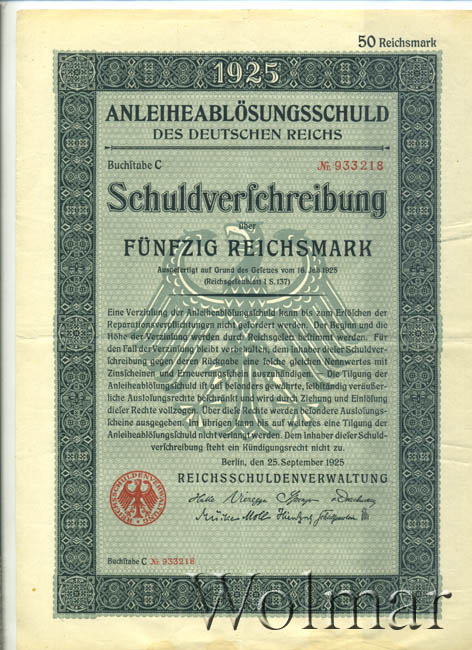 50 Reichsmark
1925
ANLEIHEABLÖSUNGSSCHULD
DES DEUTSCHEN REICHS
Buchſtabe C № 933218
Schuldverſchreibung
über
FÜNFZIG REICHSMARK
Ausgefertigt auf Grund des Geſetzes vom 16. Juli 1925
(Reichsgeſetzblatt I S. 137)
Eine Verzinſung der Anleiheablöſungsſchuld kann bis zum Erlöſchen der
Reparationsverpflichtungen nicht gefordert werden. Der Beginn und die
Höhe der Verzinſung werden durch Reichsgeſetz beſtimmt werden. Für
den Fall der Verzinſung bleibt vorbehalten, dem Inhaber dieſer Schuldver-
ſchreibung gegen deren Rückgabe eine ſolche gleichen Nennwertes mit
Zinsſcheinen und Erneuerungsſchein auszuhändigen. Die Tilgung der
Anleiheablöſungsſchuld iſt auf beſonders gewährte, ſelbſtändig veräußer-
liche Ausloſungsrechte beſchränkt und wird durch Ziehung und Einlöſung
dieſer Rechte vollzogen. Über dieſe Rechte werden beſondere Ausloſungs-
ſcheine ausgegeben. Im übrigen kann bis auf weiteres eine Tilgung der
Anleiheablöſungsſchuld nicht verlangt werden. Dem Inhaber dieſer Schuld-
verſchreibung ſteht ein Kündigungsrecht nicht zu.
Berlin, den 25. September 1925
REICHSSCHULDENVERWALTUNG
REICHSSCHULDENVERWALTUNG
Buchſtabe C № 933218
Wolmar